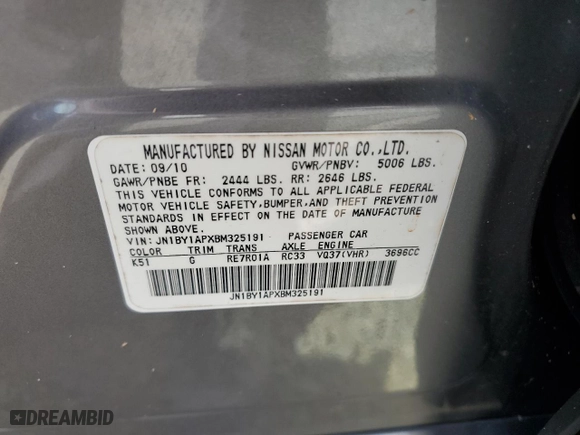 MANUFACTURED BY NISSAN MOTOR CO.,LTD.
DATE: 09/10 GVWR/PNBV: 5006 LBS.
GAWR/PNBE FR: 2444 LBS. RR: 2646 LBS.
THIS VEHICLE CONFORMS TO ALL APPLICABLE FEDERAL
MOTOR VEHICLE SAFETY,BUMPER,AND THEFT PREVENTION
STANDARDS IN EFFECT ON THE DATE OF MANUFACTURE
SHOWN ABOVE.
VIN: JN1BY1APXBM325191 PASSENGER CAR
COLOR TRIM TRANS AXLE ENGINE
K51 G RE7R01A RC33 VQ37(VHR) 3696CC
JN1BY1APXBM325191
DREAMBID